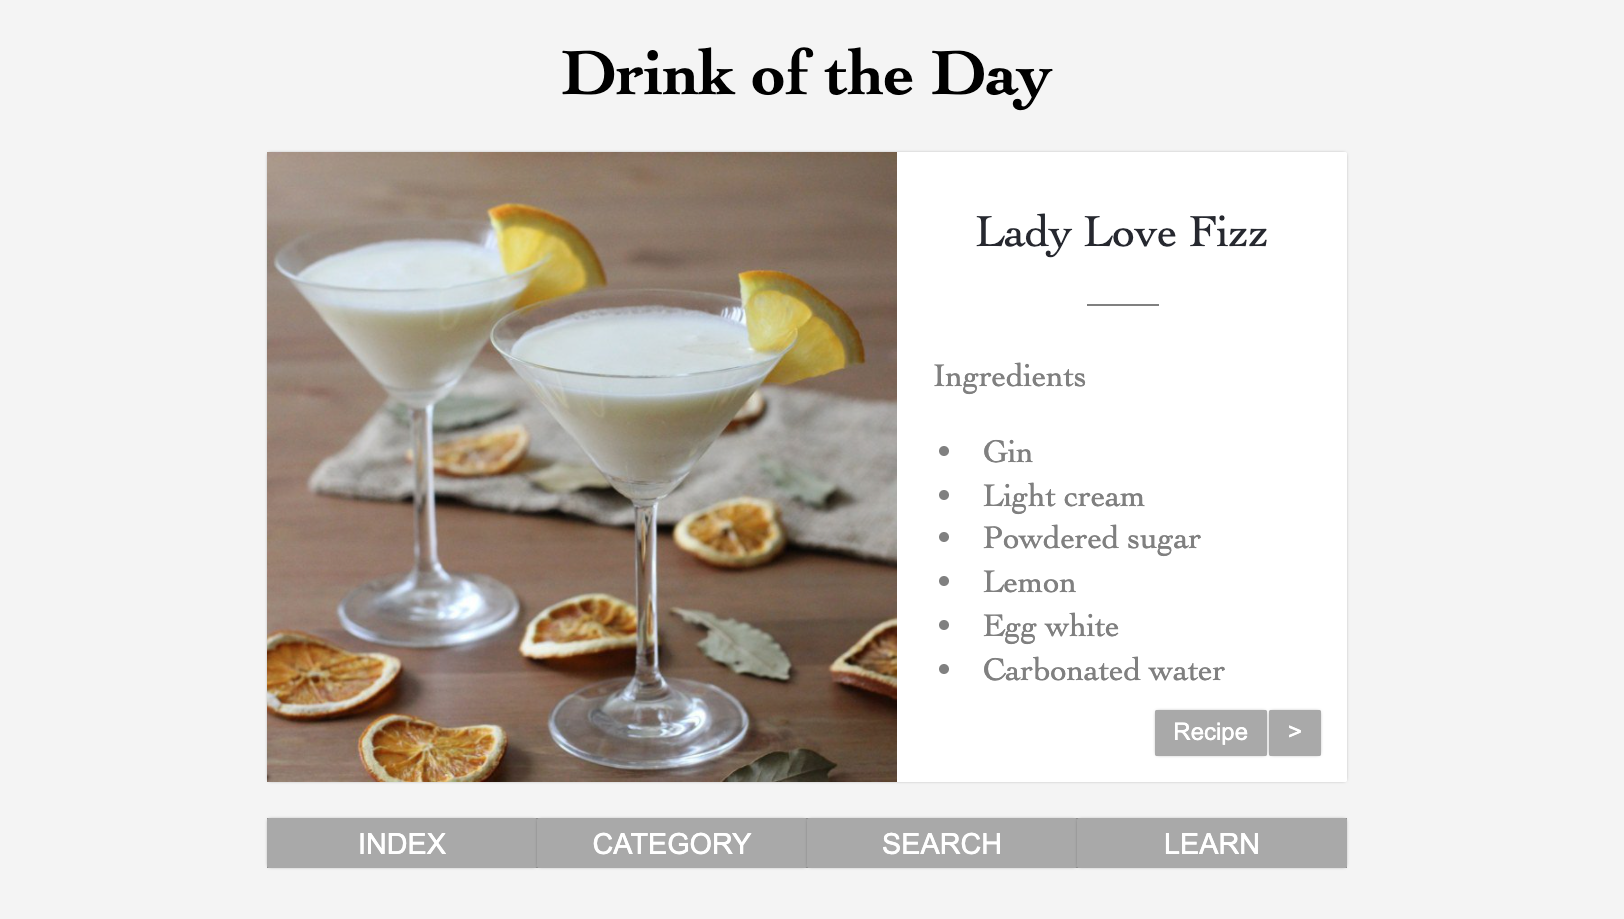 Drink of the Day
Lady Love Fizz
Ingredients
• Gin
• Light cream
• Powdered sugar
• Lemon
• Egg white
• Carbonated water
Recipe >
INDEX CATEGORY SEARCH LEARN